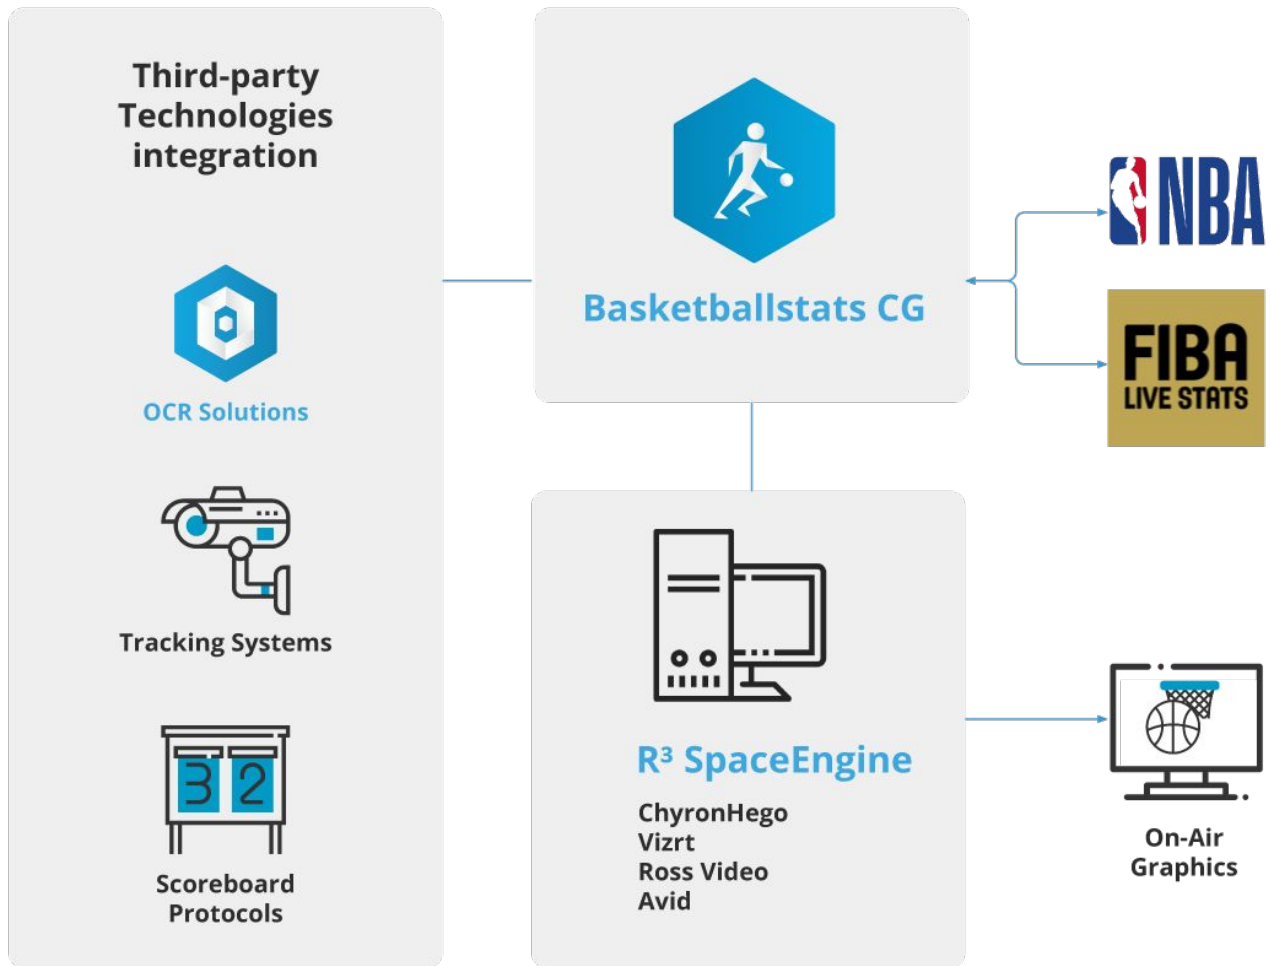 Third-party
Technologies
integration
OCR Solutions
Tracking Systems
32
Scoreboard
Protocols
Basketballstats CG
NBA
FIBA
LIVE STATS
R³ SpaceEngine
ChyronHego
Vizrt
Ross Video
Avid
On-Air
Graphics